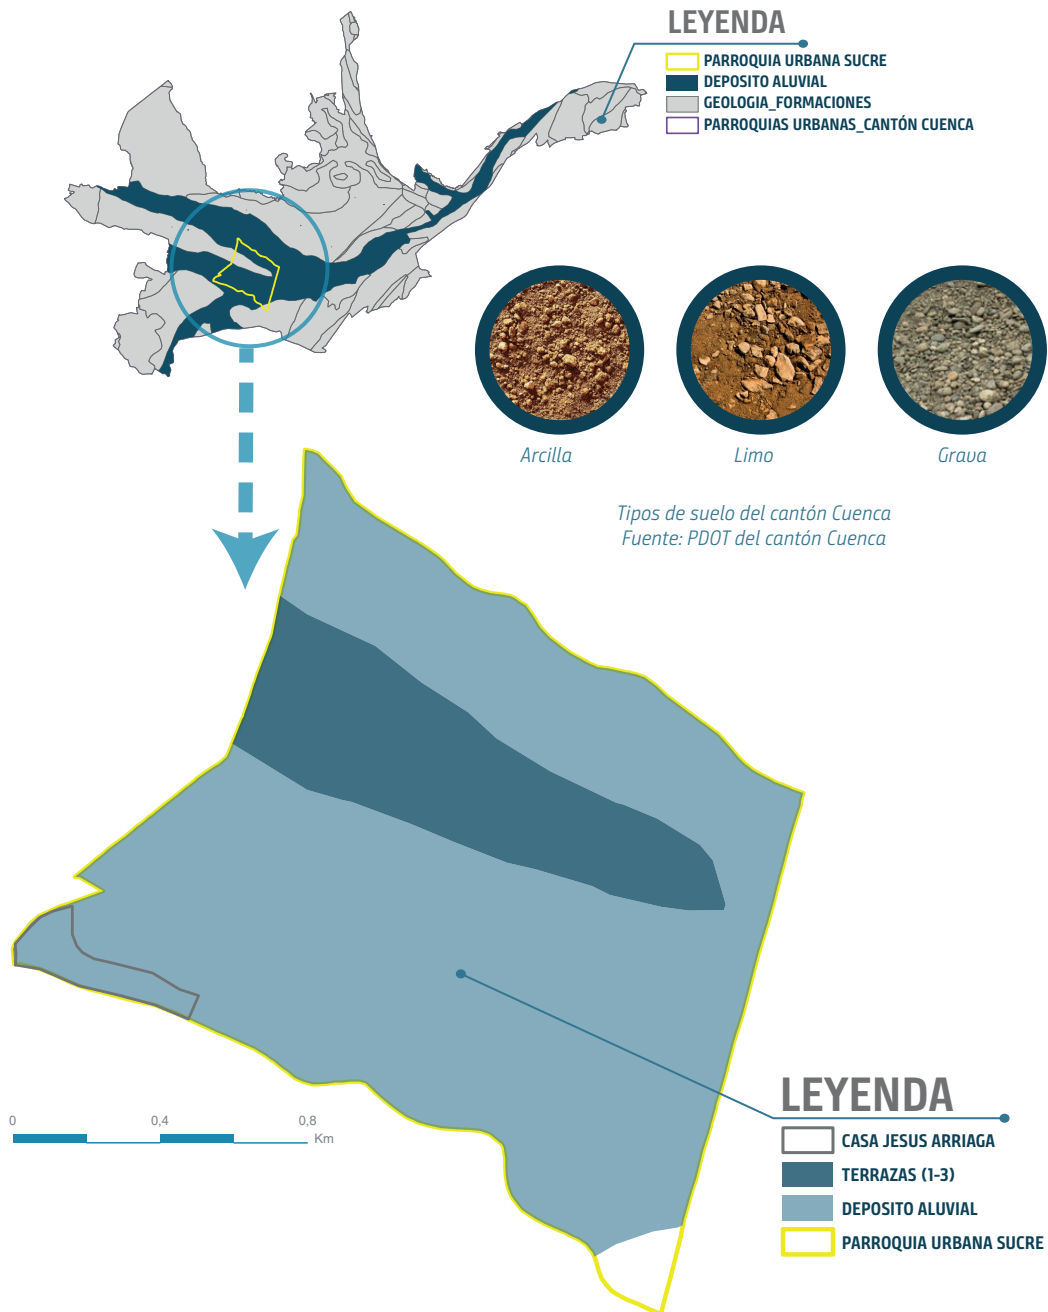 LEYENDA
PARROQUIA URBANA SUCRE
DEPOSITO ALUVIAL
GEOLOGIA_FORMACIONES
PARROQUIAS URBANAS_CANTÓN CUENCA
Arcilla
Limo
Grava
Tipos de suelo del cantón Cuenca
Fuente: PDOT del cantón Cuenca
0
0,4
0,8
Km
LEYENDA
CASA JESUS ARRIAGA
TERRAZAS (1-3)
DEPOSITO ALUVIAL
PARROQUIA URBANA SUCRE